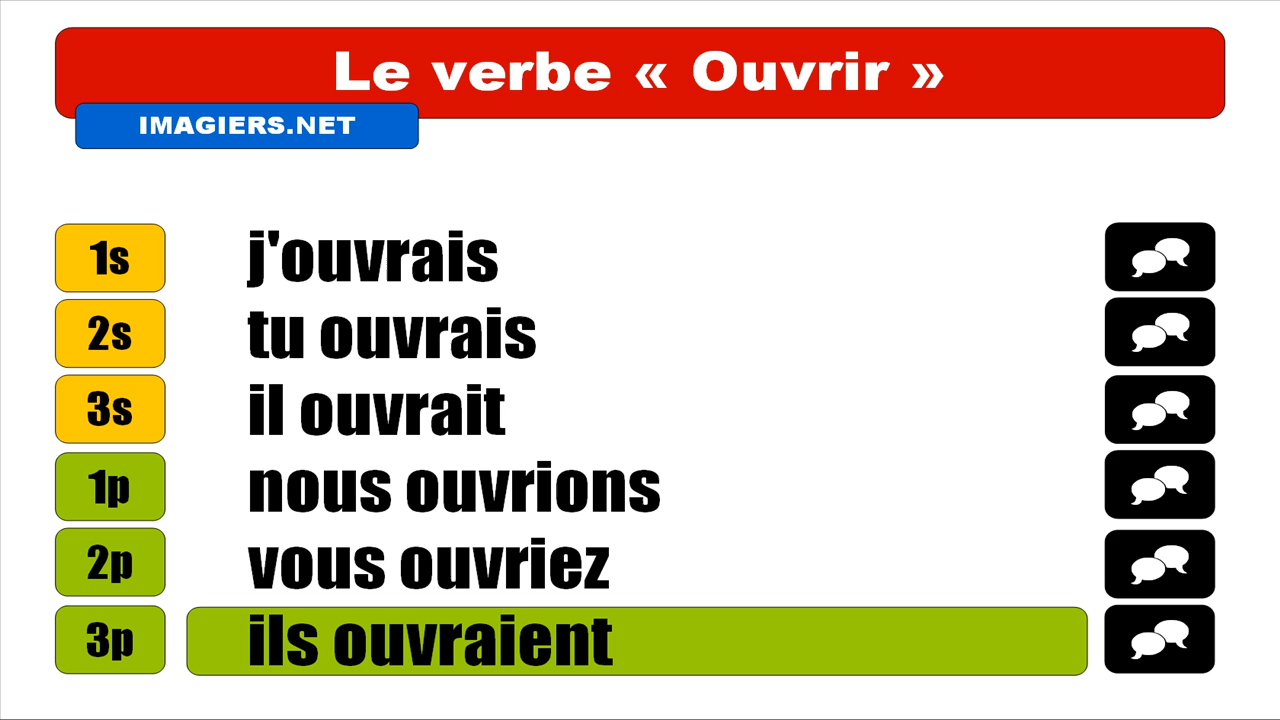 Le verbe « Ouvrir »
IMAGIERS.NET
1s j'ouvrais
2s tu ouvrais
3s il ouvrait
1p nous ouvrions
2p vous ouvriez
3p ils ouvraient